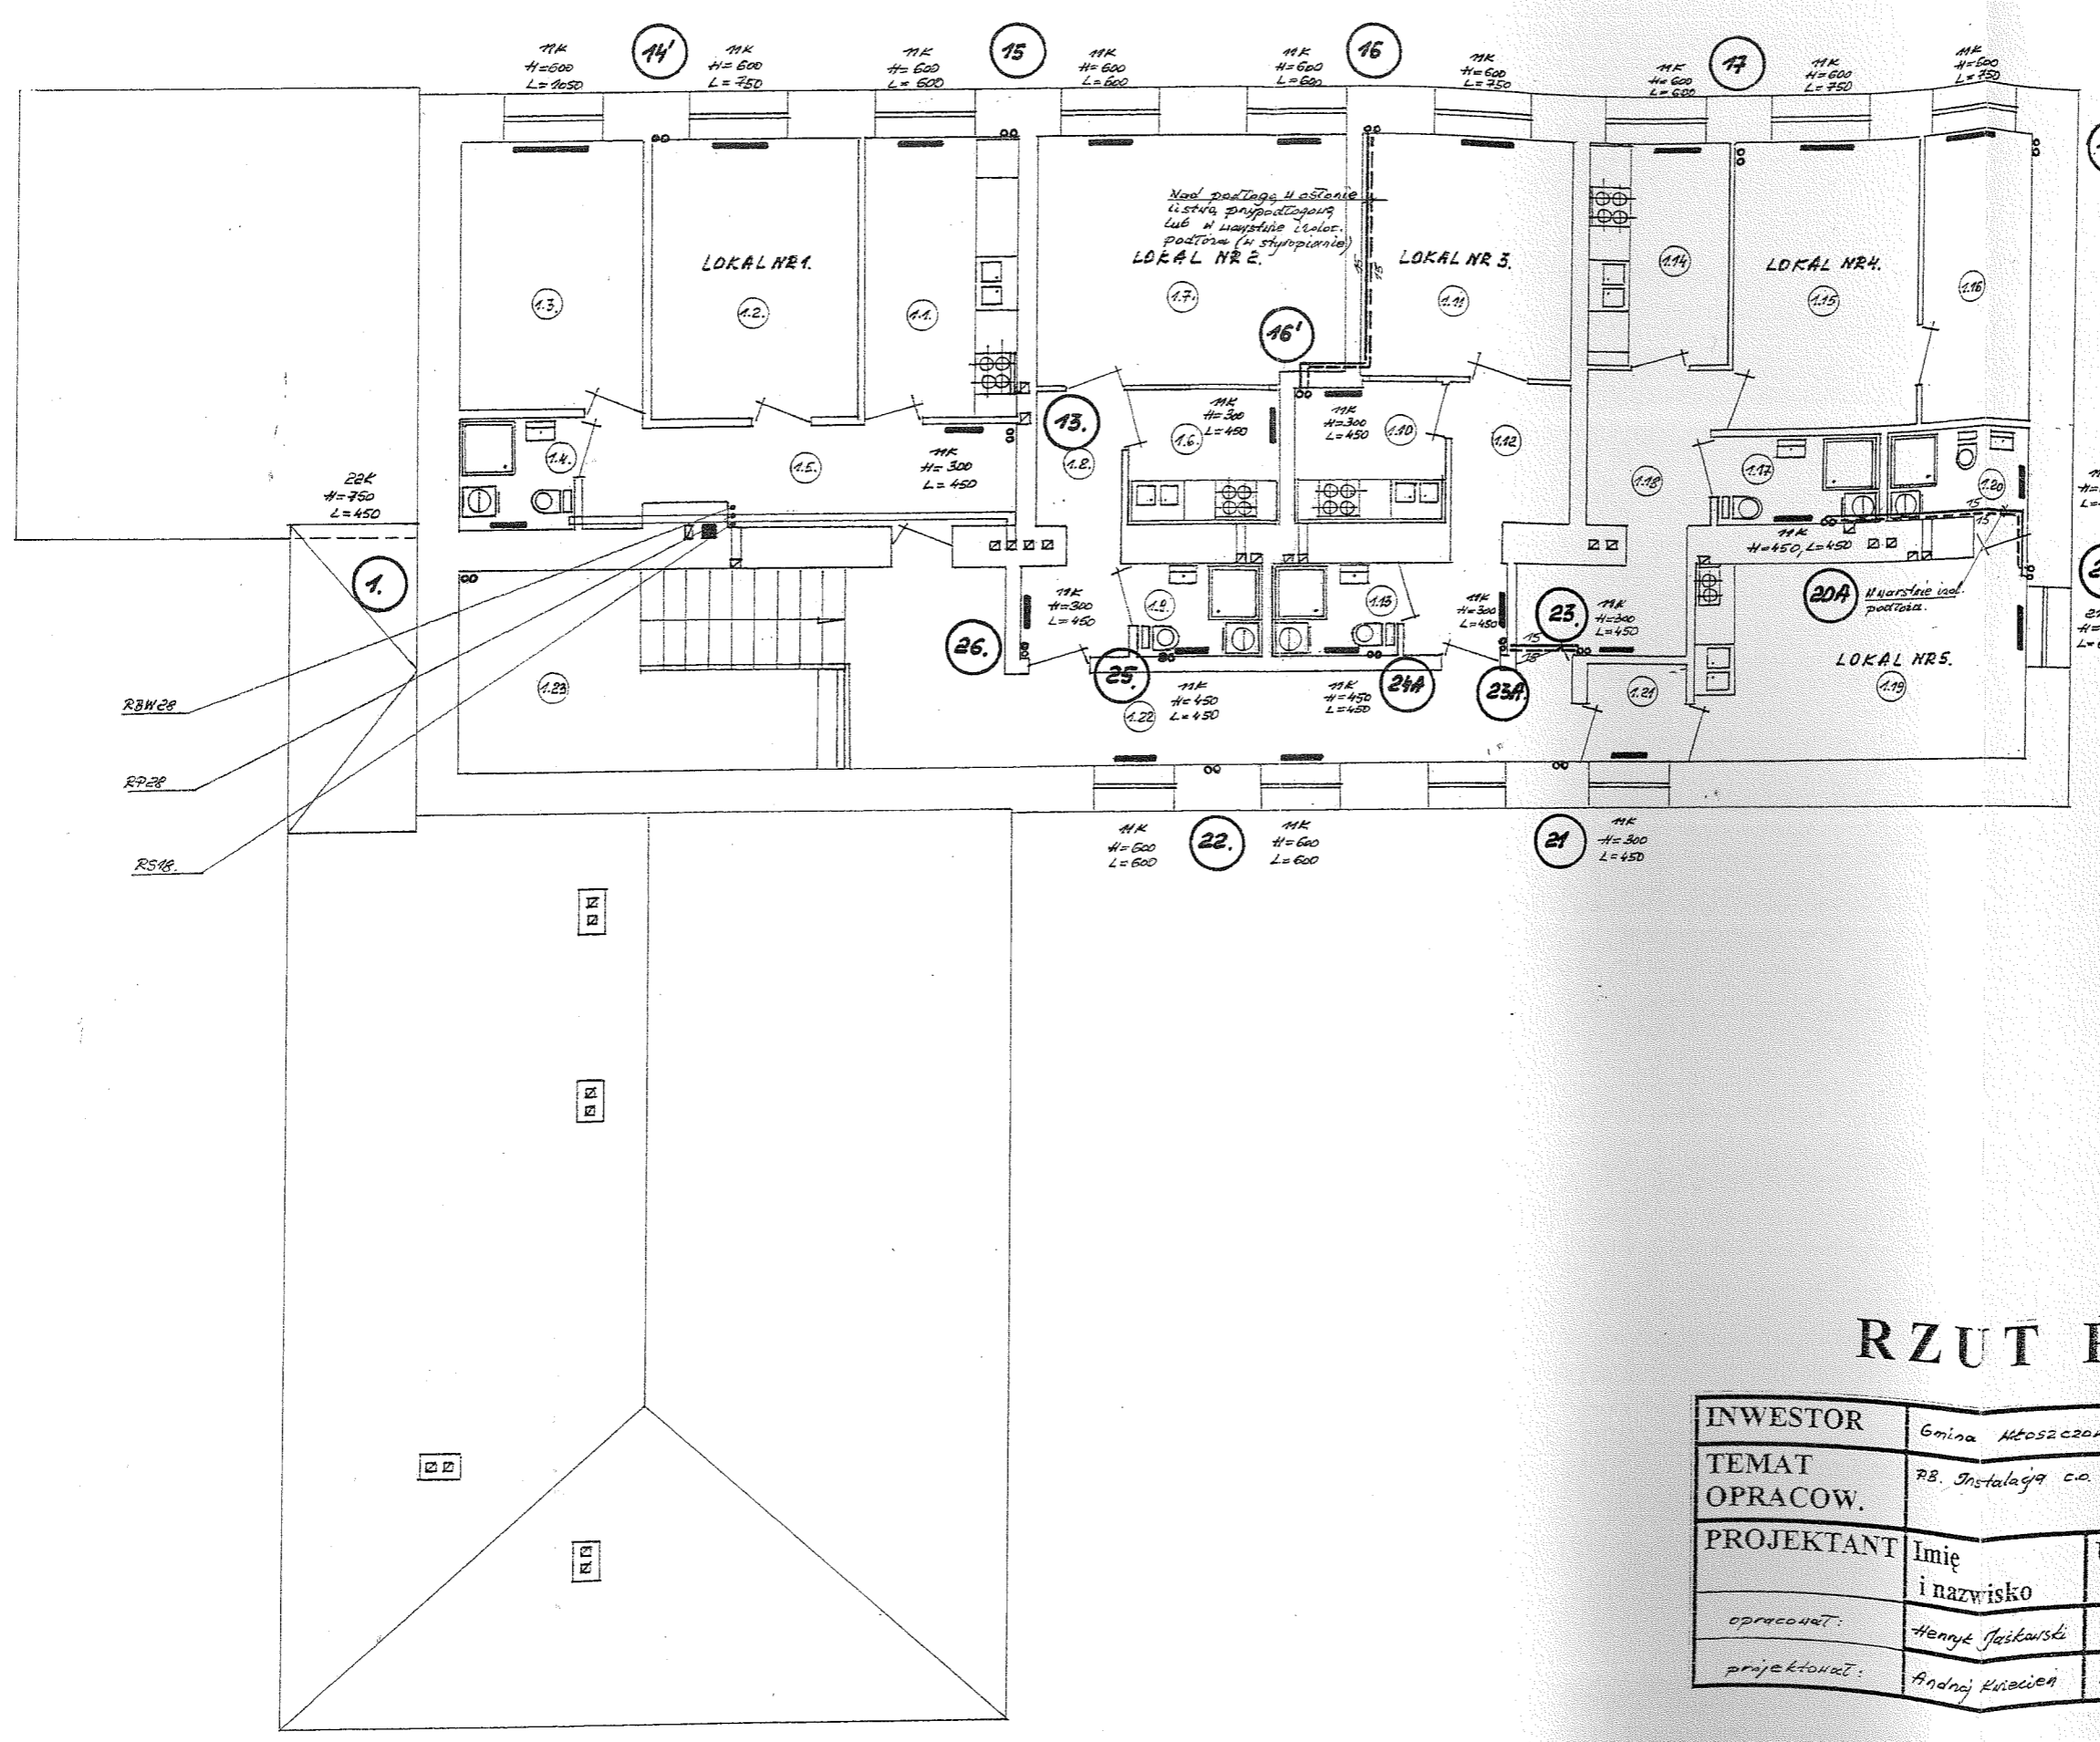 11K
H=600
L=1050
14'
11K
H=600
L=750
11K
H=600
L=600
15
11K
H=600
L=600
11K
H=600
L=600
16
11K
H=600
L=750
11K
H=600
L=600
17
11K
H=600
L=750
11K
H=600
L=750
Nad podłogą w osłonie
listwą przypodłogową
lub w warstwie izolac.
podłoża (w styropianie)
15
15
LOKAL NR1.
LOKAL NR 2.
LOKAL NR 3.
LOKAL NR4.
1.3.
1.2.
1.1.
1.7.
1.11
1.14
1.15
1.16
16'
13.
11K
H=300
L=450
11K
H=300
L=450
1.6.
1.10
1.12
1.8.
1.4.
1.5.
11K
H=300
L=450
1.18
1.17
1.20
15
15
22K
H=750
L=450
11K
H=450, L=450
1.
20A
W warstwie izol.
podłoża.
11K
H=300
L=450
1.9.
1.13
11K
H=300
L=450
23.
11K
H=300
L=450
26.
15
15
25.
24A
23A
LOKAL NR5.
1.23
11K
H=450
L=450
11K
H=450
L=450
1.22
1.21
1.19
RBW28
RP28
RS18.
11K
H=600
L=600
22.
11K
H=600
L=600
21
11K
H=300
L=450
RZUT
INWESTOR
Gmina
TEMAT
OPRACOW.
PB. Instalacja c.o.
PROJEKTANT
Imię
i nazwisko
opracował:
Henryk Jaśkowski
projektował:
Andrzej Kwiecień